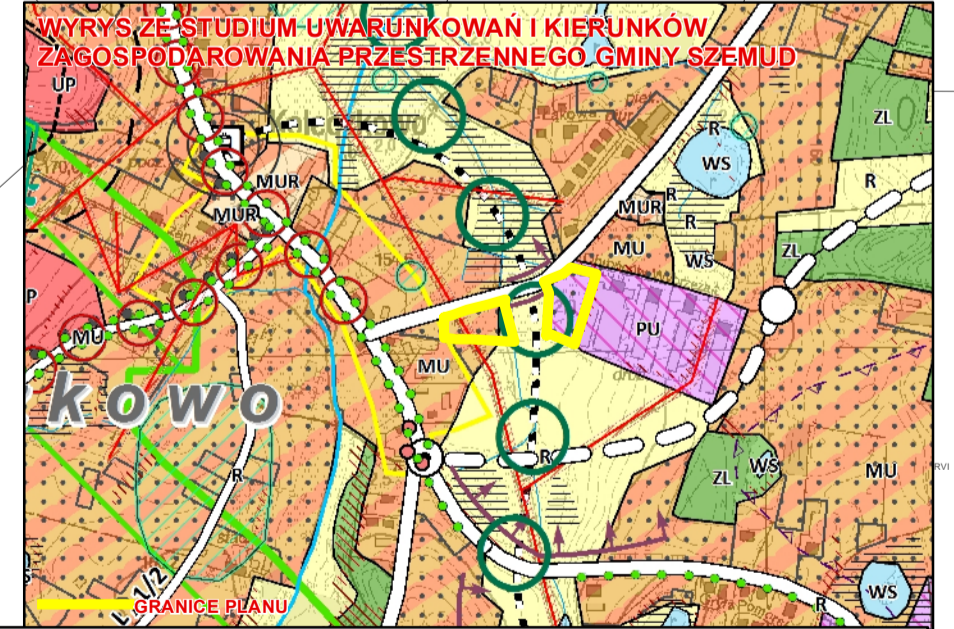 WYRYS ZE STUDIUM UWARUNKOWAŃ I KIERUNKÓW
ZAGOSPODAROWANIA PRZESTRZENNEGO GMINY SZEMUD
UP
ZL
R
WS
R
MUR
MUR
R
R
MUR
MU
WS
ZL
PU
P
MU
MU
kowo
R
R
ZL
WS
MU
RVI
WS
R
GRANICE PLANU